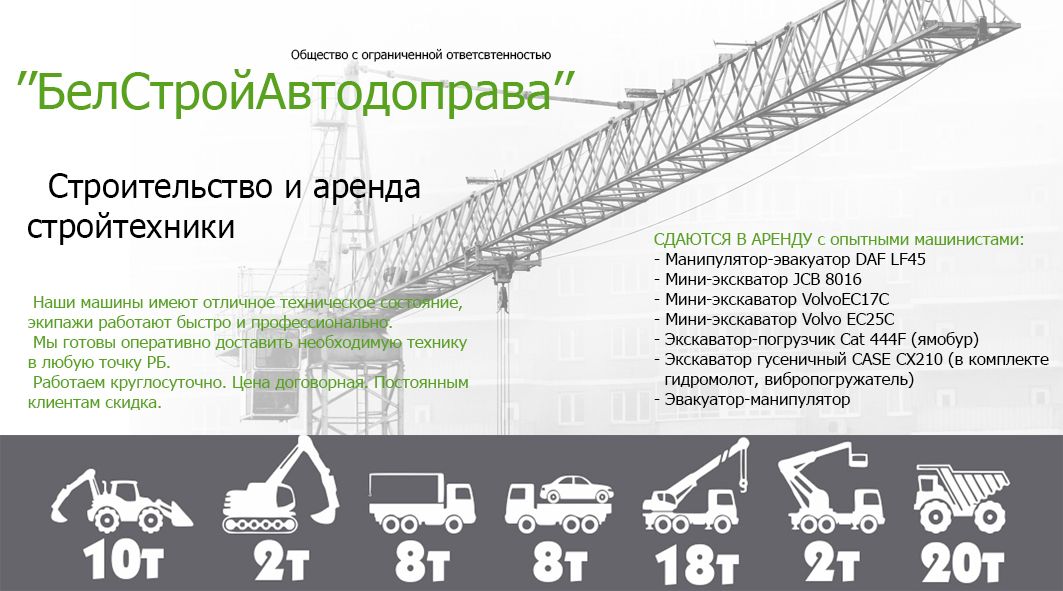 Общество с ограниченной ответственностью
"БелСтройАвтодоправа"
Строительство и аренда
стройтехники
Наши машины имеют отличное техническое состояние,
экипажи работают быстро и профессионально.
Мы готовы оперативно доставить необходимую технику
в любую точку РБ.
Работаем круглосуточно. Цена договорная. Постоянным
клиентам скидка.
СДАЮТСЯ В АРЕНДУ с опытными машинистами:
- Манипулятор-эвакуатор DAF LF45
- Мини-экскватор JCB 8016
- Мини-экскаватор VolvoEC17C
- Мини-экскаватор Volvo EC25C
- Экскаватор-погрузчик Cat 444F (ямобур)
- Экскаватор гусеничный CASE CX210 (в комплекте
гидромолот, вибропогружатель)
- Эвакуатор-манипулятор
10т 2т 8т 8т 18т 2т 20т